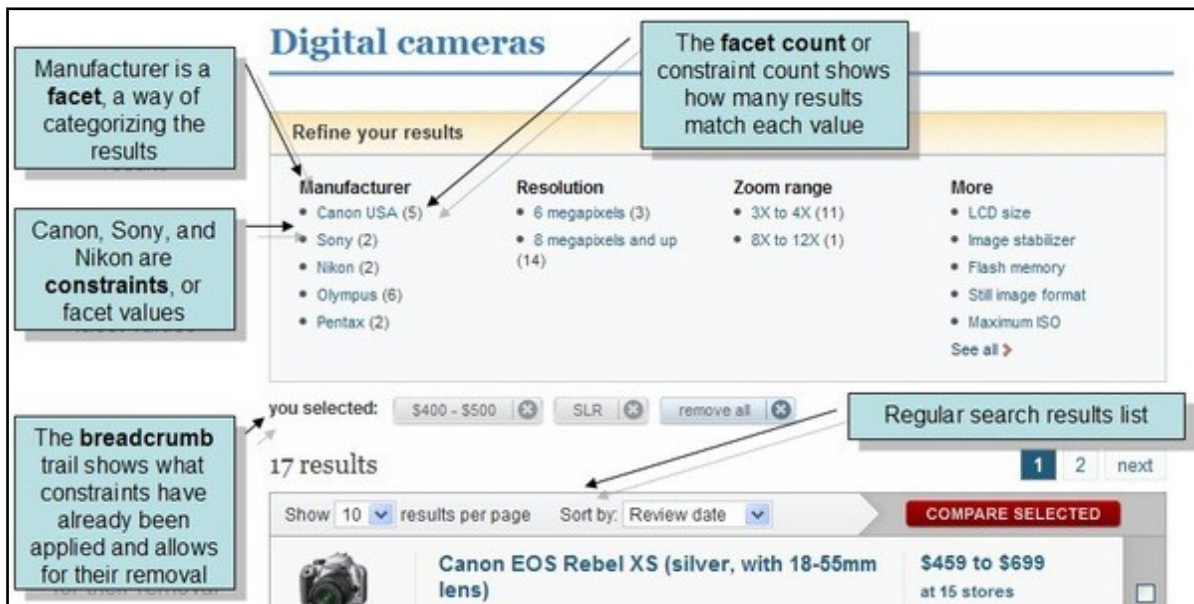 Digital cameras
Manufacturer is a
facet, a way of
categorizing the
results
The facet count or
constraint count shows
how many results
match each value
Refine your results
Canon, Sony, and
Nikon are
constraints, or
facet values
Manufacturer
• Canon USA (5)
• Sony (2)
• Nikon (2)
• Olympus (6)
• Pentax (2)
Resolution
• 6 megapixels (3)
• 8 megapixels and up
(14)
Zoom range
• 3X to 4X (11)
• 8X to 12X (1)
More
• LCD size
• Image stabilizer
• Flash memory
• Still image format
• Maximum ISO
See all
The breadcrumb
trail shows what
constraints have
already been
applied and allows
for their removal
you selected: $400 - $500 SLR remove all
Regular search results list
17 results
1 2 next
Show 10 results per page Sort by: Review date COMPARE SELECTED
Canon EOS Rebel XS (silver, with 18-55mm
lens)
$459 to $699
at 15 stores